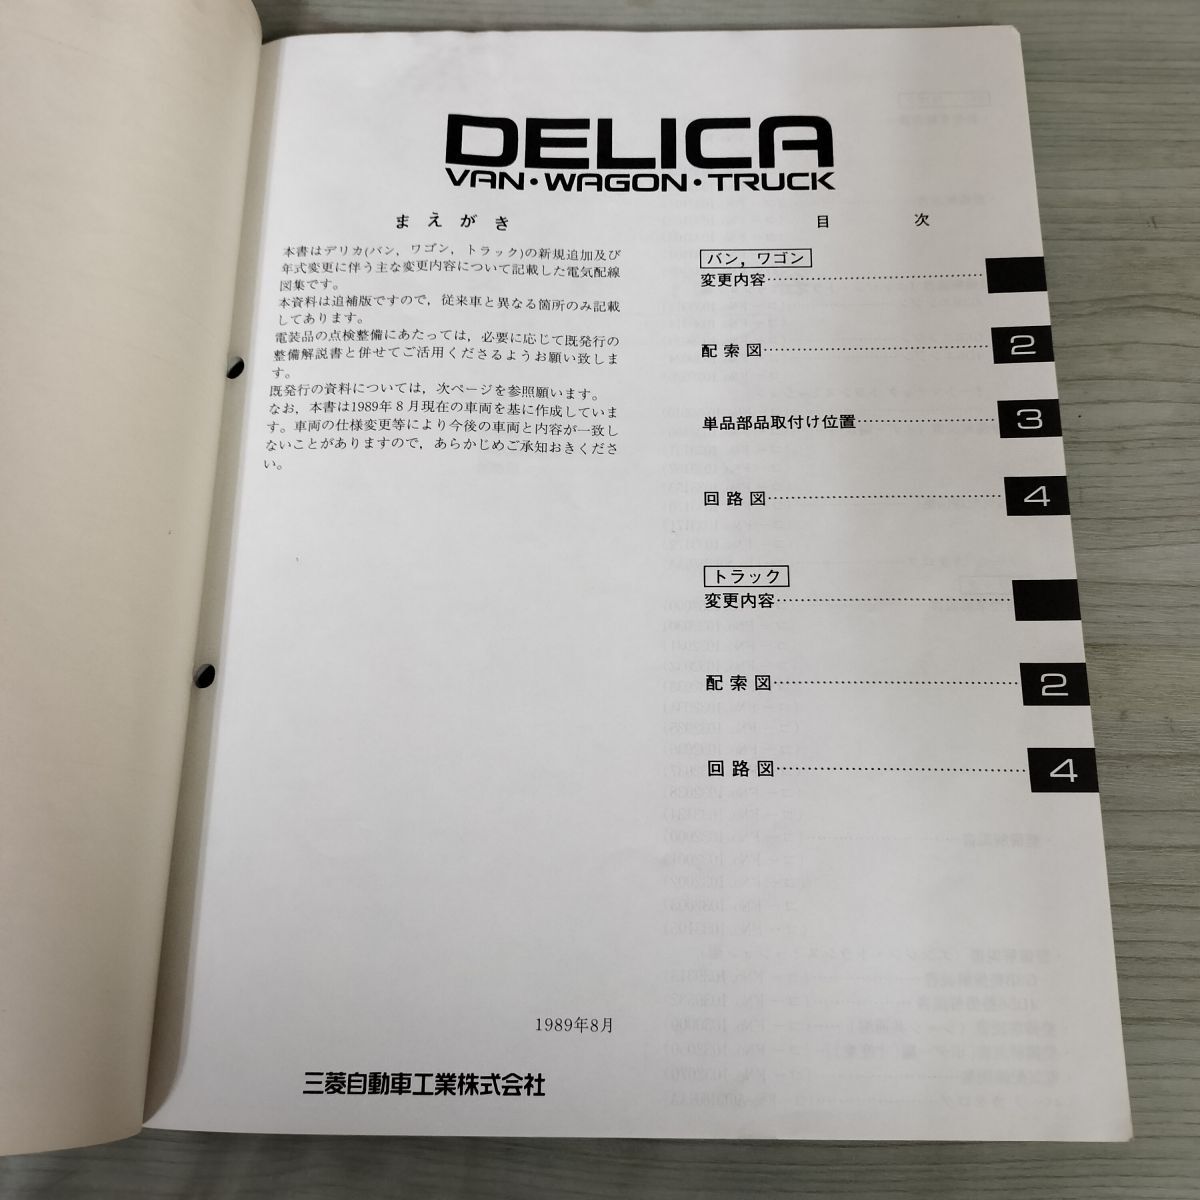 DELICA
VAN・WAGON・TRUCK
まえがき
本書はデリカ(バン，ワゴン，トラック)の新規追加及び
年式変更に伴う主な変更内容について記載した電気配線
図集です。
本資料は追補版ですので，従来車と異なる箇所のみ記載
してあります。
電装品の点検整備にあたっては，必要に応じて既発行の
整備解説書と併せてご活用くださるようお願い致しま
す。
既発行の資料については，次ページを参照願います。
なお，本書は1989年8月現在の車両を基に作成していま
す。車両の仕様変更等により今後の車両と内容が一致し
ないことがありますので，あらかじめご承知おきくださ
い。
目次
バン，ワゴン
変更内容
配索図 2
単品部品取付け位置 3
回路図 4
トラック
変更内容
配索図 2
回路図 4
1989年8月
三菱自動車工業株式会社